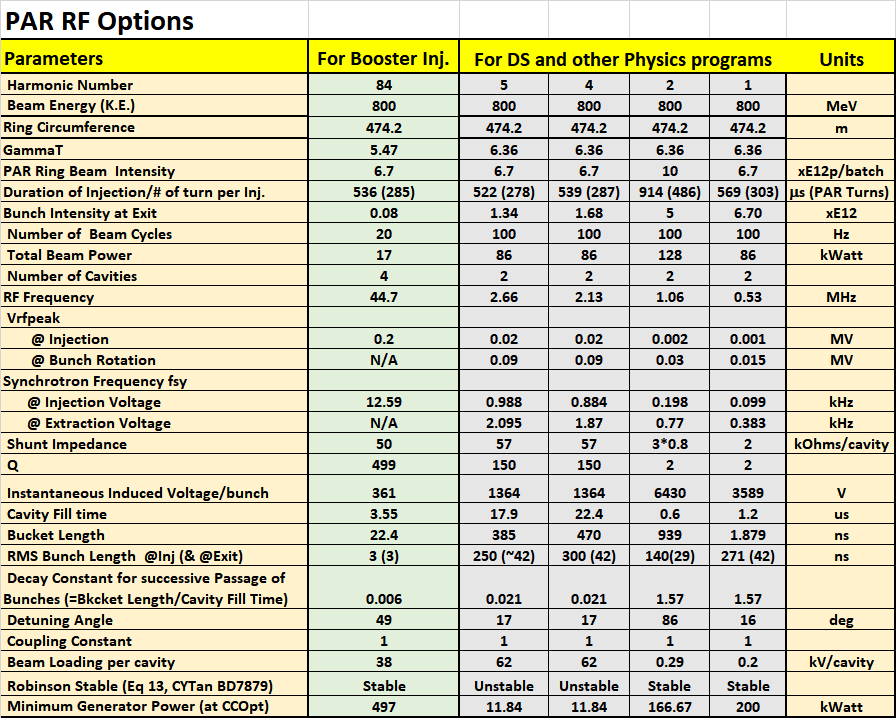 PAR RF Options
Parameters For Booster Inj. For DS and other Physics programs Units
Harmonic Number 84 5 4 2 1
Beam Energy (K.E.) 800 800 800 800 800 MeV
Ring Circumference 474.2 474.2 474.2 474.2 474.2 m
GammaT 5.47 6.36 6.36 6.36 6.36
PAR Ring Beam Intensity 6.7 6.7 6.7 10 6.7 xE12p/batch
Duration of Injection/# of turn per Inj. 536 (285) 522 (278) 539 (287) 914 (486) 569 (303) µs (PAR Turns)
Bunch Intensity at Exit 0.08 1.34 1.68 5 6.70 xE12
Number of Beam Cycles 20 100 100 100 100 Hz
Total Beam Power 17 86 86 128 86 kWatt
Number of Cavities 4 2 2 2 2
RF Frequency 44.7 2.66 2.13 1.06 0.53 MHz
Vrfpeak
@ Injection 0.2 0.02 0.02 0.002 0.001 MV
@ Bunch Rotation N/A 0.09 0.09 0.03 0.015 MV
Synchrotron Frequency fsy
@ Injection Voltage 12.59 0.988 0.884 0.198 0.099 kHz
@ Extraction Voltage N/A 2.095 1.87 0.77 0.383 kHz
Shunt Impedance 50 57 57 3*0.8 2 kOhms/cavity
Q 499 150 150 2 2
Instantaneous Induced Voltage/bunch 361 1364 1364 6430 3589 V
Cavity Fill time 3.55 17.9 22.4 0.6 1.2 us
Bucket Length 22.4 385 470 939 1.879 ns
RMS Bunch Length @Inj (& @Exit) 3 (3) 250 (~42) 300 (42) 140(29) 271 (42) ns
Decay Constant for successive Passage of
Bunches (=Bkcket Length/Cavity Fill Time) 0.006 0.021 0.021 1.57 1.57
Detuning Angle 49 17 17 86 16 deg
Coupling Constant 1 1 1 1 1
Beam Loading per cavity 38 62 62 0.29 0.2 kV/cavity
Robinson Stable (Eq 13, CYTan BD7879) Stable Unstable Unstable Stable Stable
Minimum Generator Power (at CCOpt) 497 11.84 11.84 166.67 200 kWatt